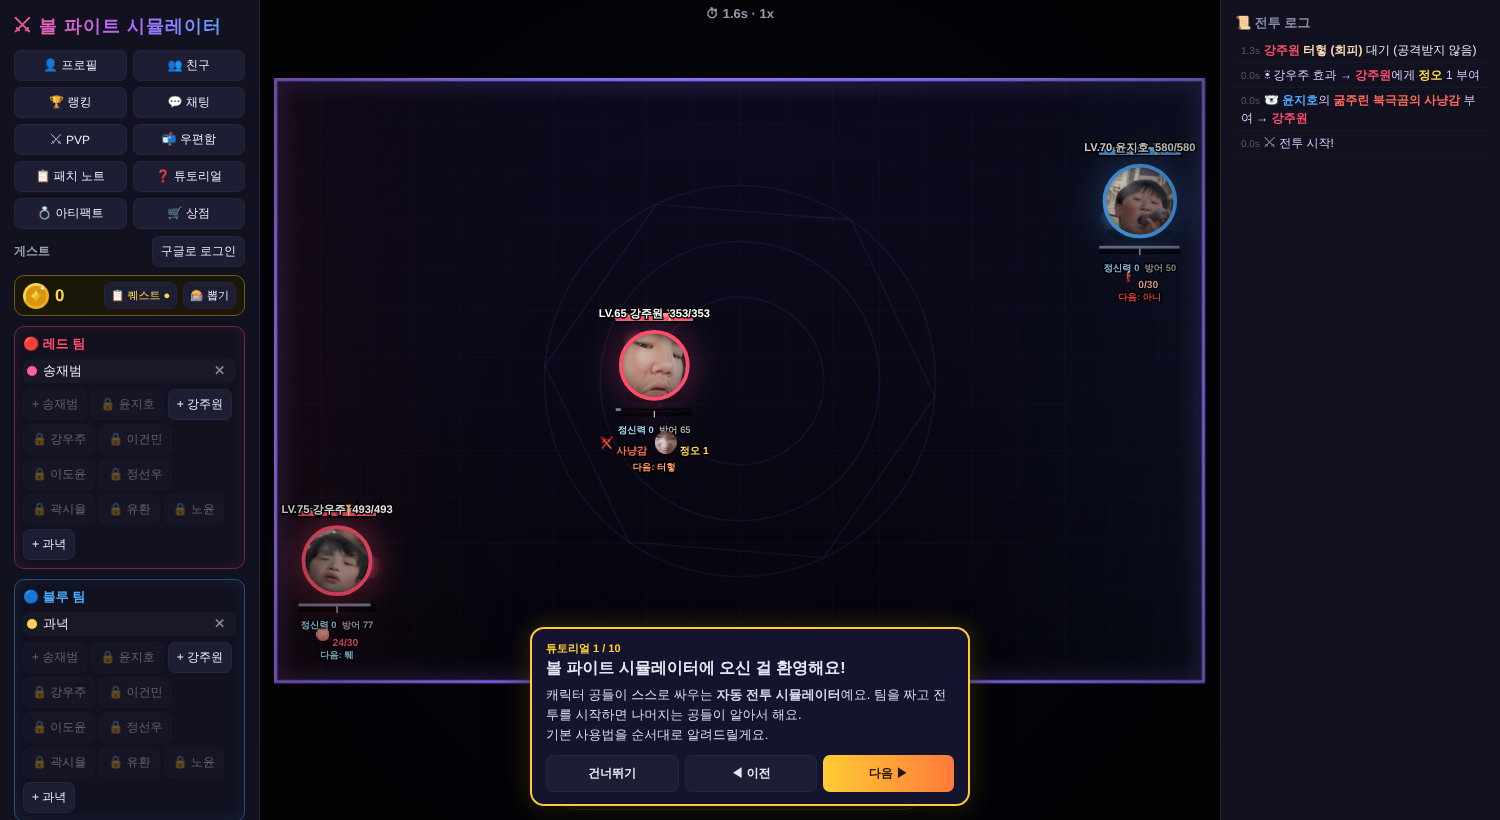 ⚔ 볼 파이트 시뮬레이터
👤 프로필
👥 친구
🏆 랭킹
💬 채팅
⚔ PVP
📬 우편함
📋 패치 노트
❓ 튜토리얼
💍 아티팩트
🛒 상점
게스트
구글로 로그인
0
📋 퀘스트 ●
🎰 뽑기
🔴 레드 팀
송재범 ✕
+ 송재범
🔒 윤지호
+ 강주원
🔒 강우주
🔒 이건민
🔒 이도윤
🔒 정선우
🔒 곽시율
🔒 유환
🔒 노윤
+ 과녁
🔵 블루 팀
과녁 ✕
+ 송재범
🔒 윤지호
+ 강주원
🔒 강우주
🔒 이건민
🔒 이도윤
🔒 정선우
🔒 곽시율
🔒 유환
🔒 노윤
+ 과녁
⏱ 1.6s · 1x
LV.70 윤지호 580/580
정신력 0 방어 50
0/30
다음: 아니
LV.65 강주원 353/353
정신력 0 방어 65
사냥감 정오 1
다음: 터헣
LV.75 강우주 493/493
정신력 0 방어 77
24/30
다음: 퉤
튜토리얼 1 / 10
볼 파이트 시뮬레이터에 오신 걸 환영해요!
캐릭터 공들이 스스로 싸우는 자동 전투 시뮬레이터예요. 팀을 짜고 전
투를 시작하면 나머지는 공들이 알아서 해요.
기본 사용법을 순서대로 알려드릴게요.
건너뛰기
◀ 이전
다음 ▶
📜 전투 로그
1.3s 강주원 터헣 (회피) 대기 (공격받지 않음)
0.0s 강우주 효과 → 강주원에게 정오 1 부여
0.0s 🐻‍❄️ 윤지호의 굶주린 북극곰의 사냥감 부
여 → 강주원
0.0s ⚔ 전투 시작!